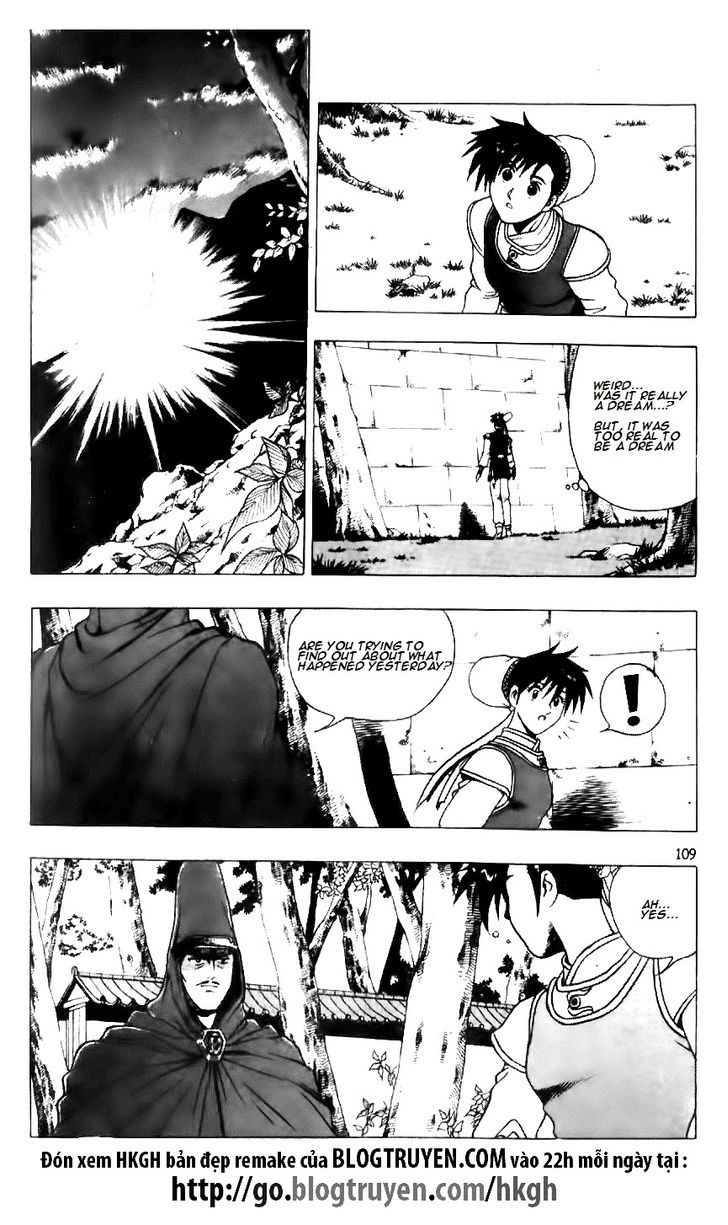 WEIRD...
WAS IT REALLY
A DREAM...?
BUT, IT WAS
TOO REAL TO
BE A DREAM
ARE YOU TRYING TO
FIND OUT ABOUT WHAT
HAPPENED YESTERDAY?
!
109
AH...
YES...
Đón xem HKGH bản đẹp remake của BLOGTRUYEN.COM vào 22h mỗi ngày tại :
http://go.blogtruyen.com/hkgh